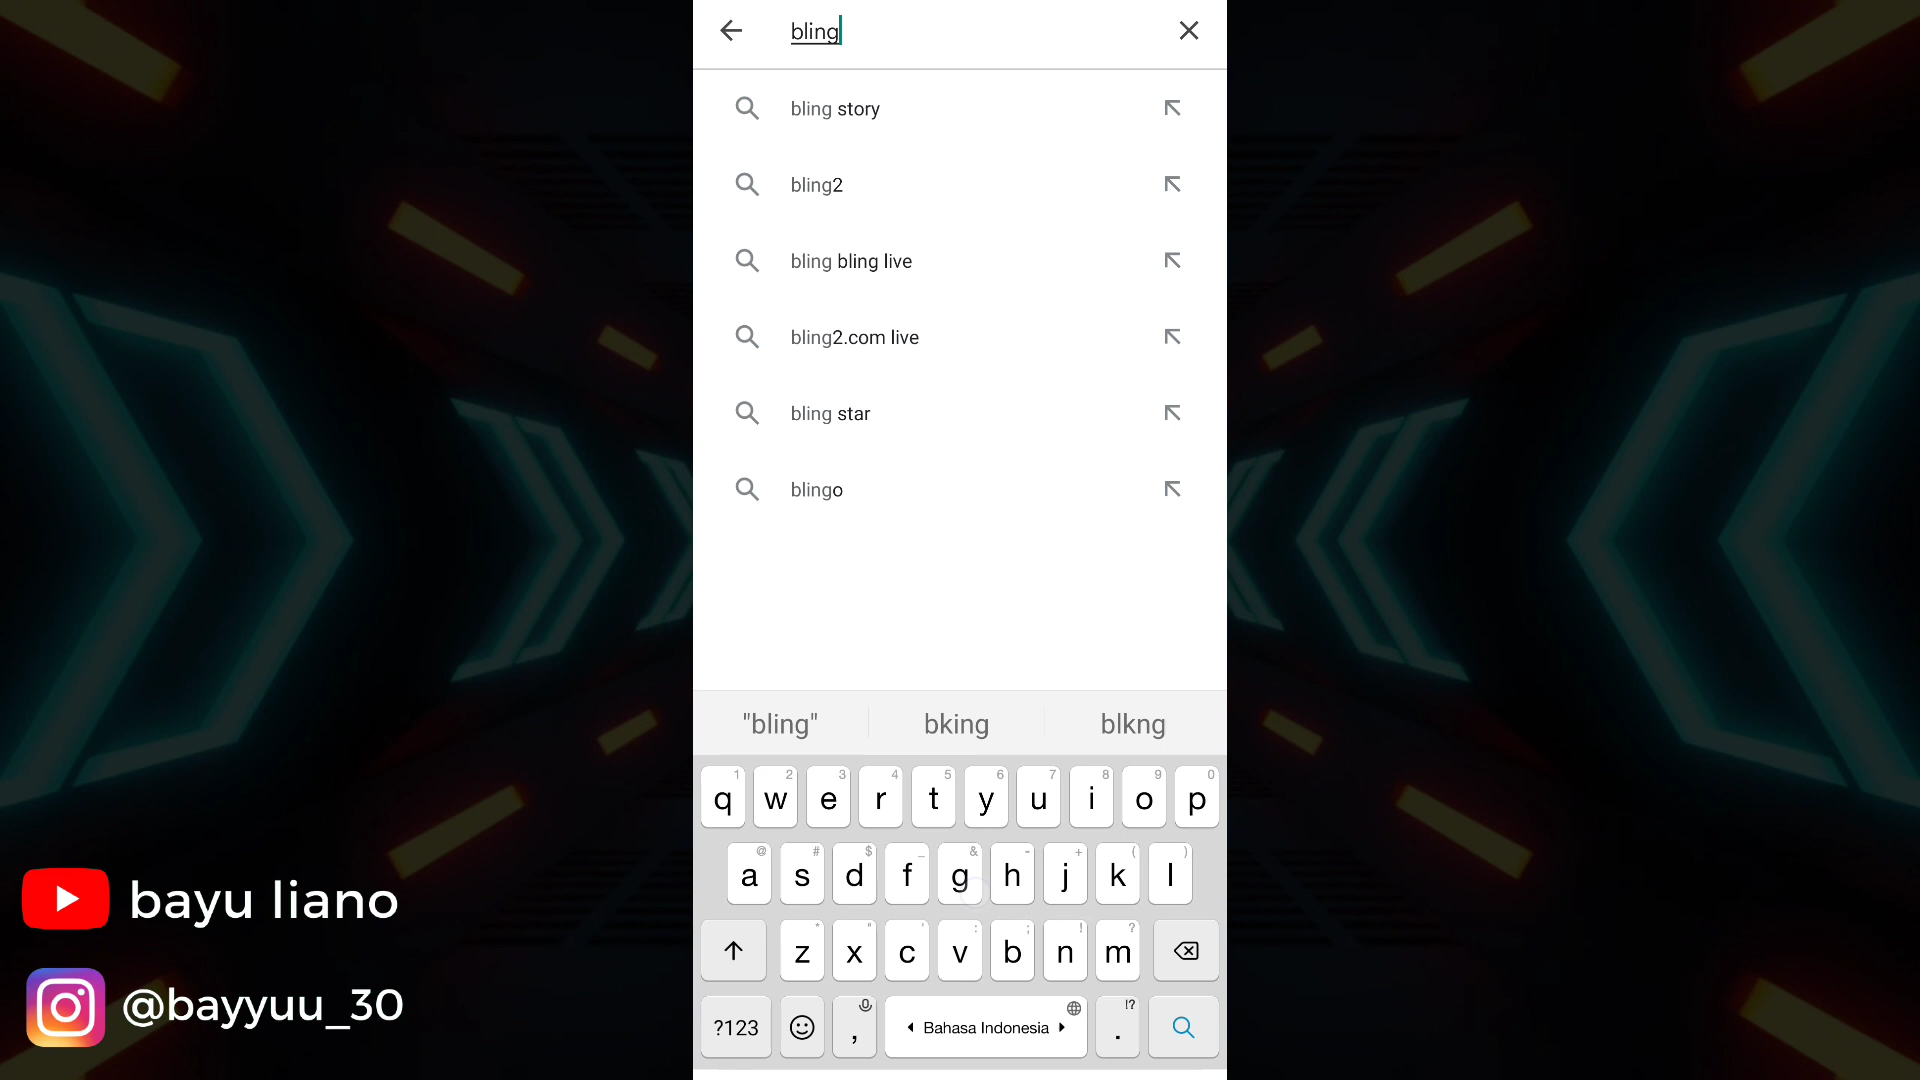 bling
bling story
bling2
bling bling live
bling2.com live
bling star
blingo
"bling" bking blkng
1 2 3 4 5 6 7 8 9 0
q w e r t y u i o p
@ # $ _ & - + ( )
a s d f g h j k l
* " ' : ; ! ?
z x c v b n m
?123 , Bahasa Indonesia !? .
bayu liano
@bayyuu_30